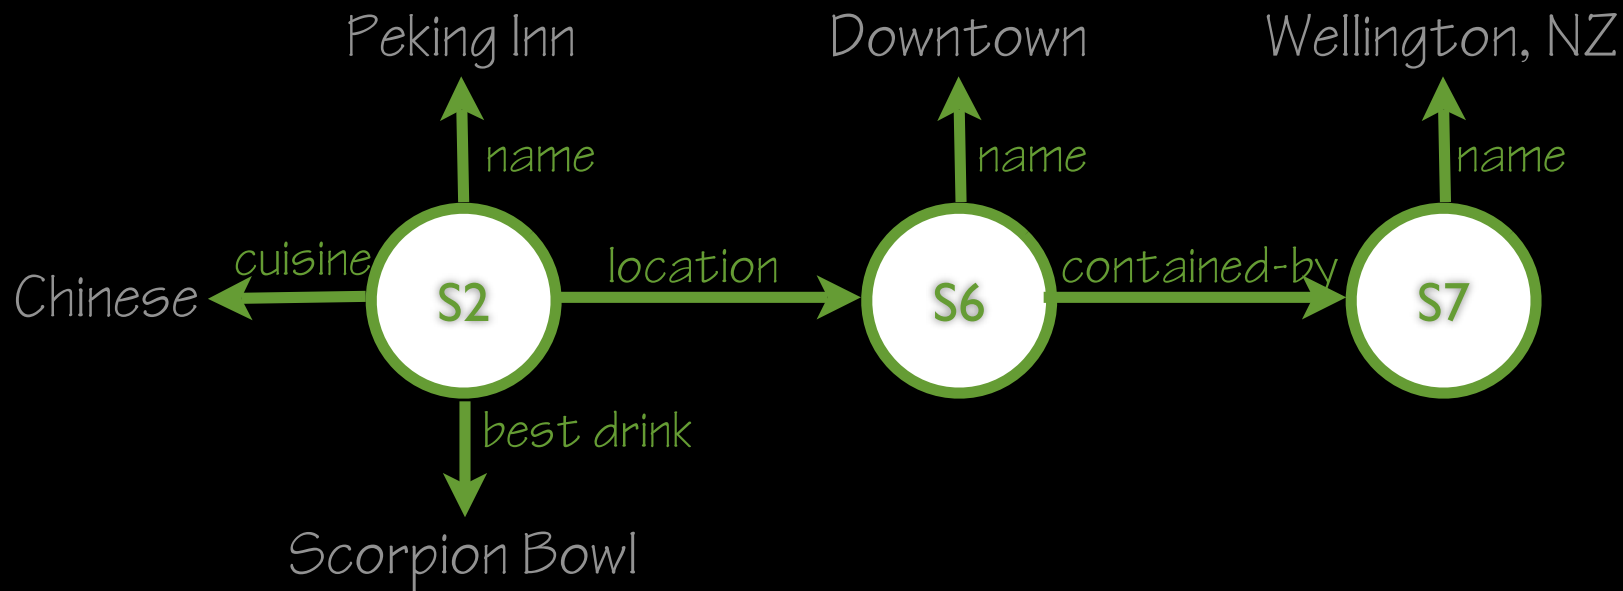 Peking Inn
Downtown
Wellington, NZ
name
name
name
cuisine
location
contained-by
Chinese
S2
S6
S7
best drink
Scorpion Bowl